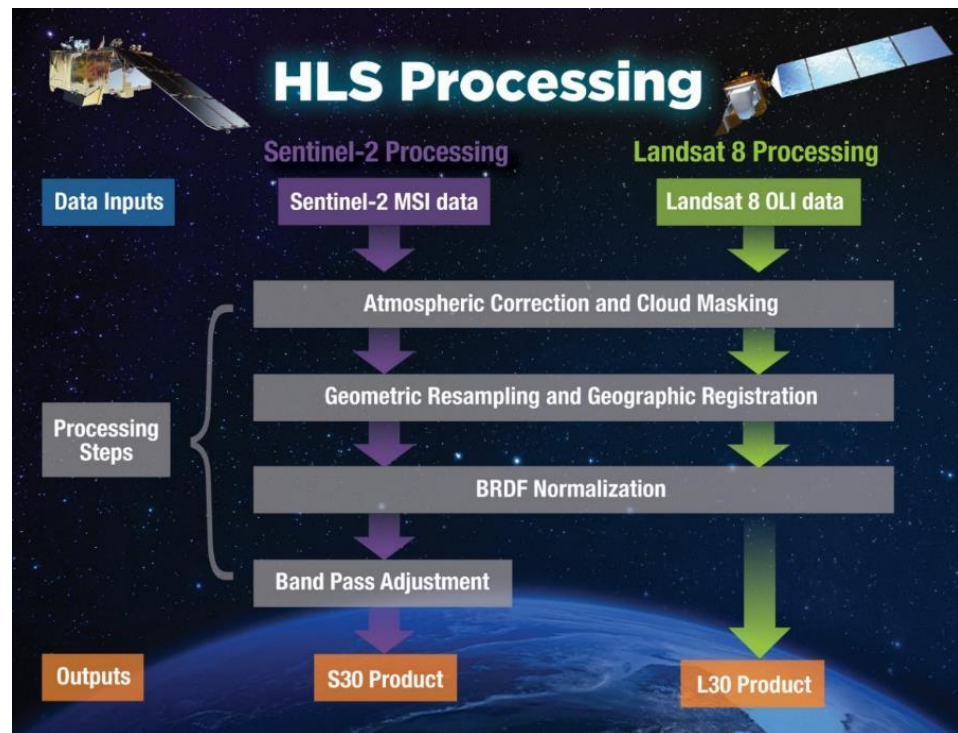 HLS Processing
Sentinel-2 Processing
Landsat 8 Processing
Data Inputs
Sentinel-2 MSI data
Landsat 8 OLI data
Atmospheric Correction and Cloud Masking
Geometric Resampling and Geographic Registration
Processing
Steps
BRDF Normalization
Band Pass Adjustment
Outputs
S30 Product
L30 Product